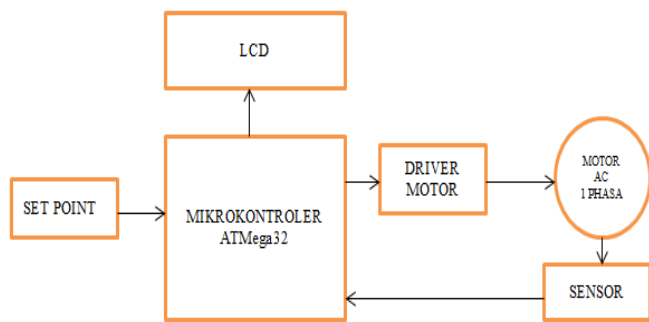 LCD
SET POINT
MIKROKONTROLER
ATMega32
DRIVER
MOTOR
MOTOR
AC
1 PHASA
SENSOR